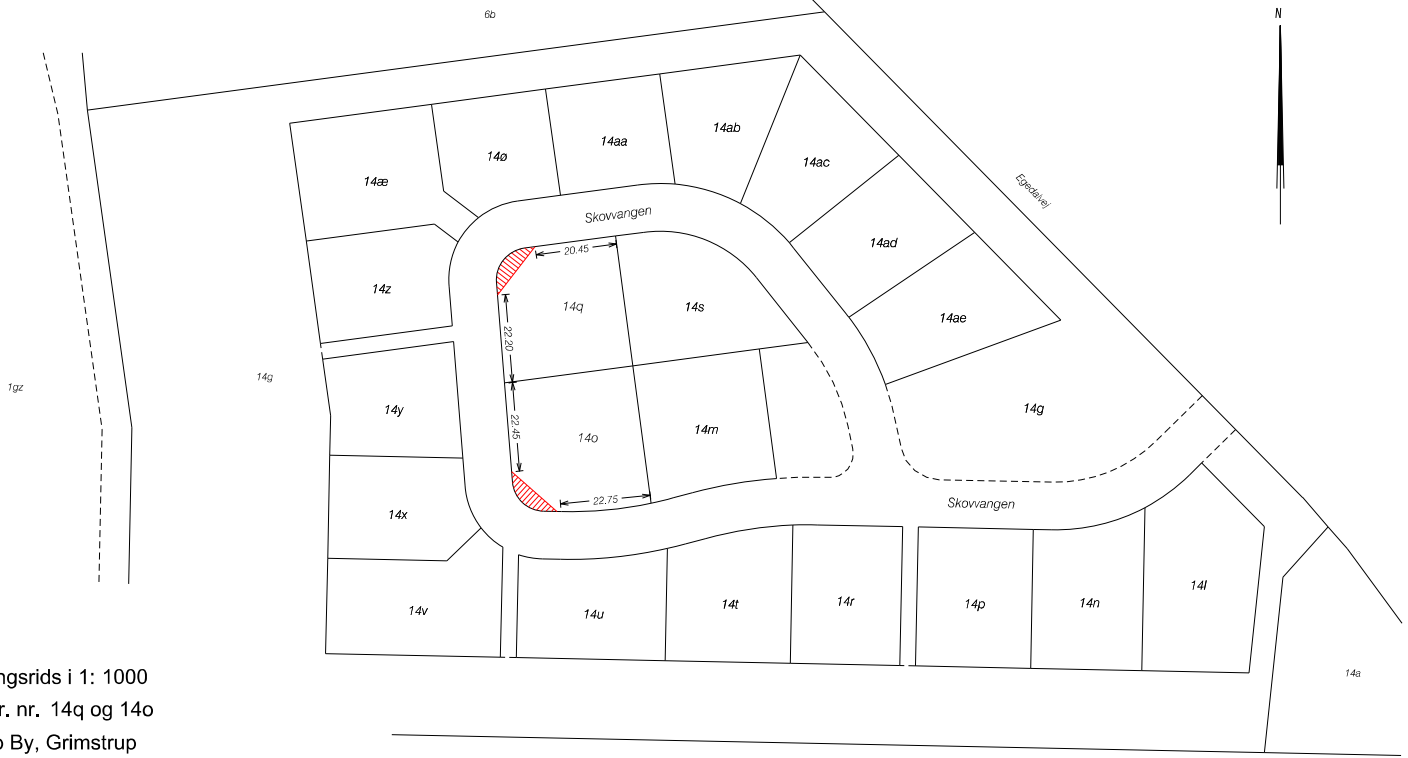 6b
N
14ab
14aa
14ø
14ac
14æ
Egedalvej
Skovvangen
14ad
20.45
14z
14q
14s
14ae
22.20
14g
1gz
14y
14g
22.45
14o
14m
22.75
Skovvangen
14x
14l
14v
14u
14t
14r
14p
14n
14a
ngsrids i 1: 1000
r. nr. 14q og 14o
By, Grimstrup